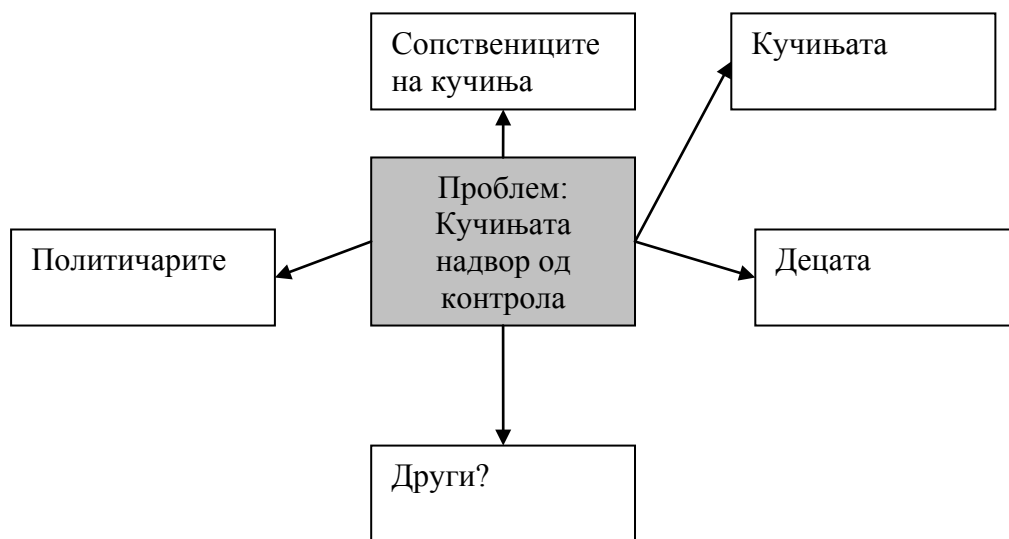 Сопствениците
на кучиња
Кучињата
Проблем:
Кучињата
надвор од
контрола
Политичарите
Децата
Други?